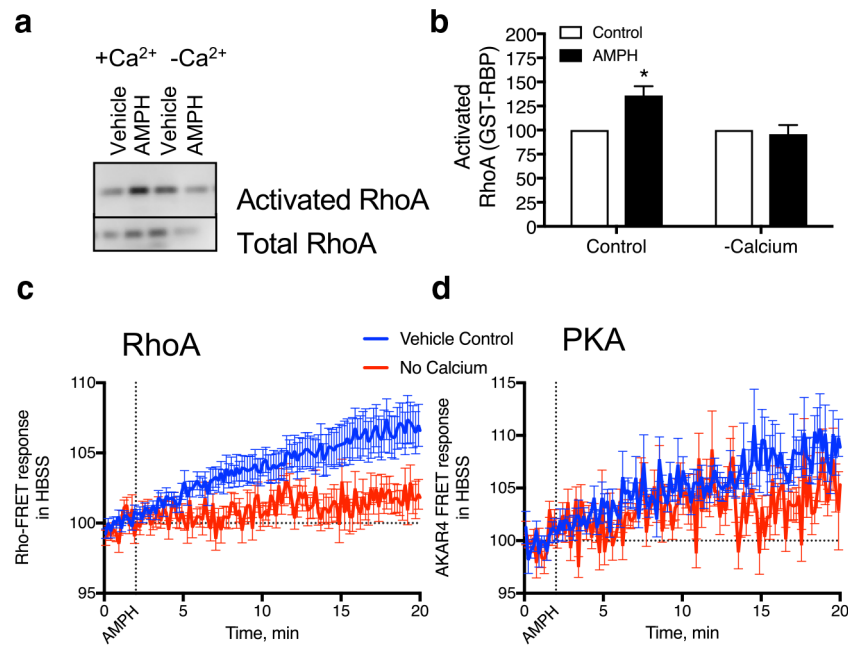 a
+Ca²⁺ -Ca²⁺
Vehicle
AMPH
Vehicle
AMPH
Activated RhoA
Total RhoA
b
Control
AMPH
Activated
RhoA (GST-RBP)
200
175
150
125
100
75
50
25
0
*
Control -Calcium
c
RhoA
Vehicle Control
No Calcium
Rho-FRET response
in HBSS
110
105
100
95
0 5 10 15 20
AMPH
Time, min
d
PKA
AKAR4 FRET response
in HBSS
115
110
105
100
95
0 5 10 15 20
AMPH
Time, min